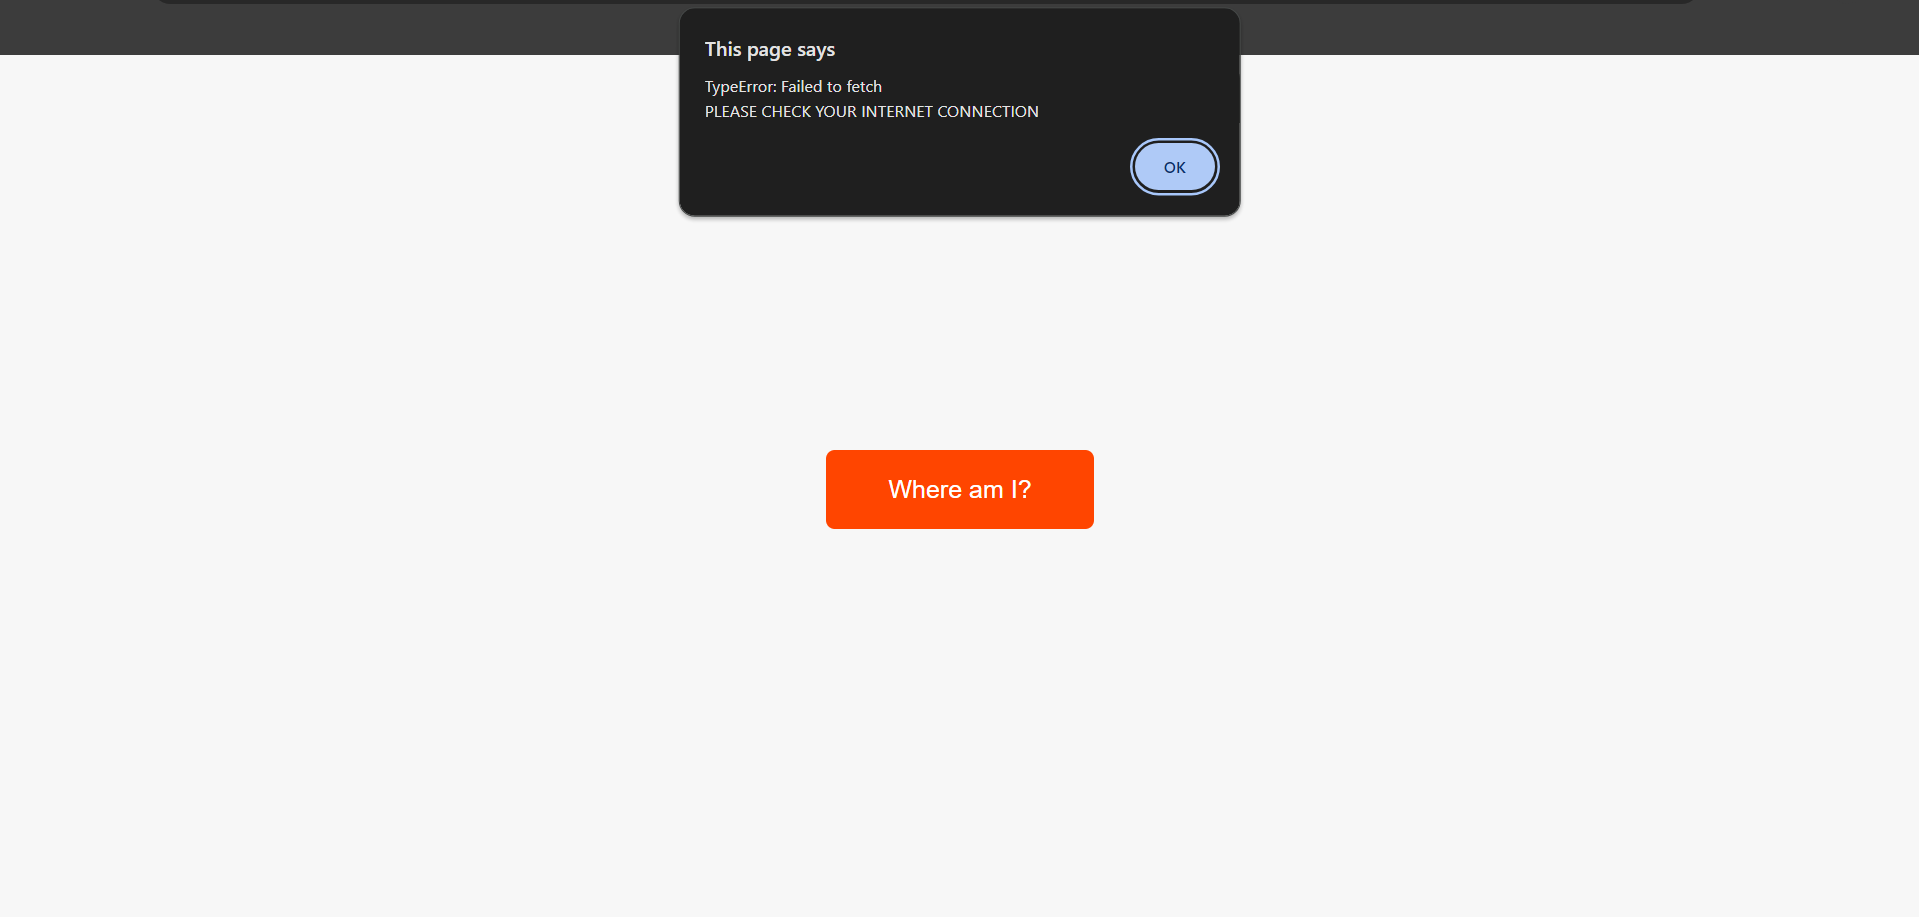 This page says
TypeError: Failed to fetch
PLEASE CHECK YOUR INTERNET CONNECTION
OK
Where am I?